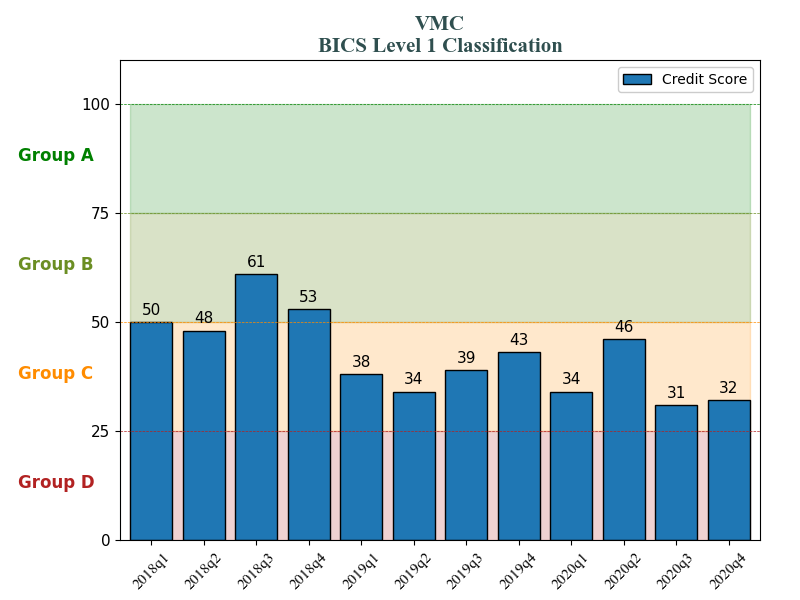 VMC
BICS Level 1 Classification
Credit Score
100
Group A
75
Group B
50
Group C
25
Group D
0
50
48
61
53
38
34
39
43
34
46
31
32
2018q1
2018q2
2018q3
2018q4
2019q1
2019q2
2019q3
2019q4
2020q1
2020q2
2020q3
2020q4